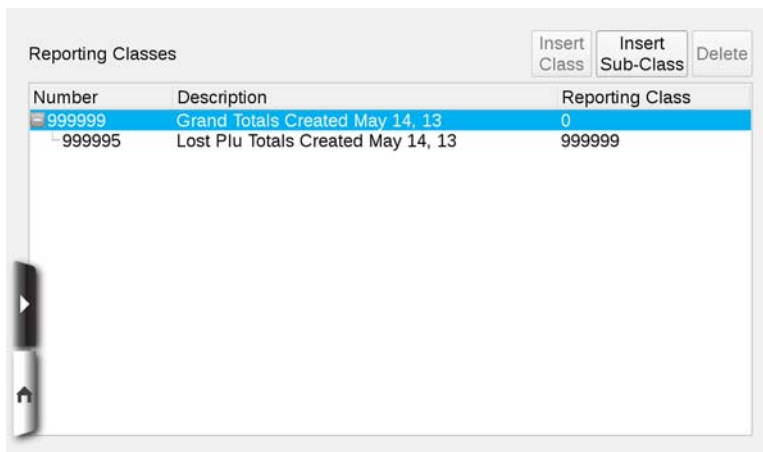 Reporting Classes
Insert Class
Insert Sub-Class
Delete
Number Description Reporting Class
999999 Grand Totals Created May 14, 13 0
999995 Lost Plu Totals Created May 14, 13 999999